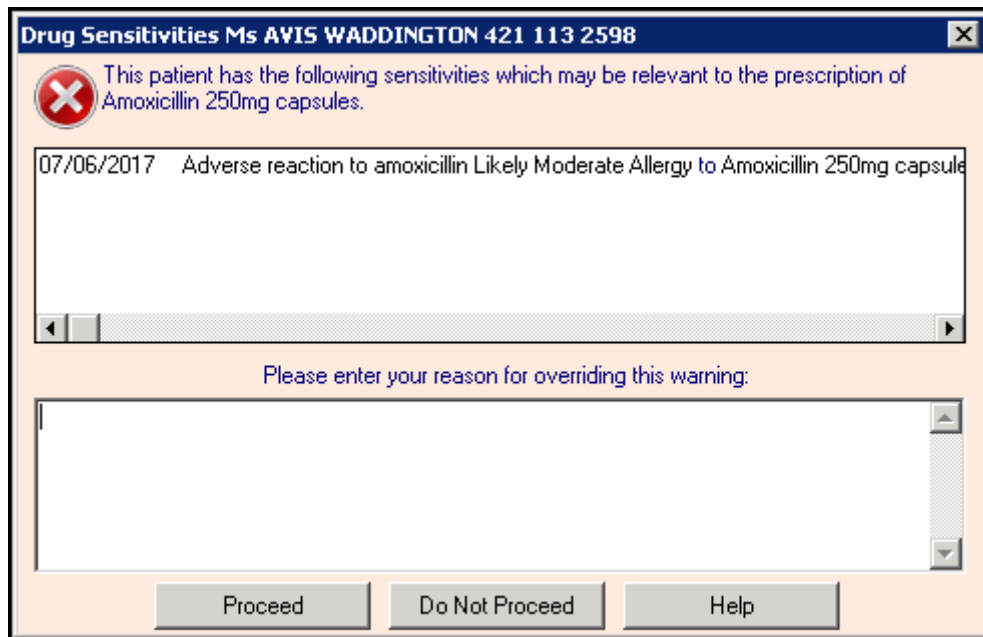 Drug Sensitivities Ms AVIS WADDINGTON 421 113 2598
This patient has the following sensitivities which may be relevant to the prescription of
Amoxicillin 250mg capsules.
07/06/2017 Adverse reaction to amoxicillin Likely Moderate Allergy to Amoxicillin 250mg capsule
Please enter your reason for overriding this warning:
Proceed Do Not Proceed Help